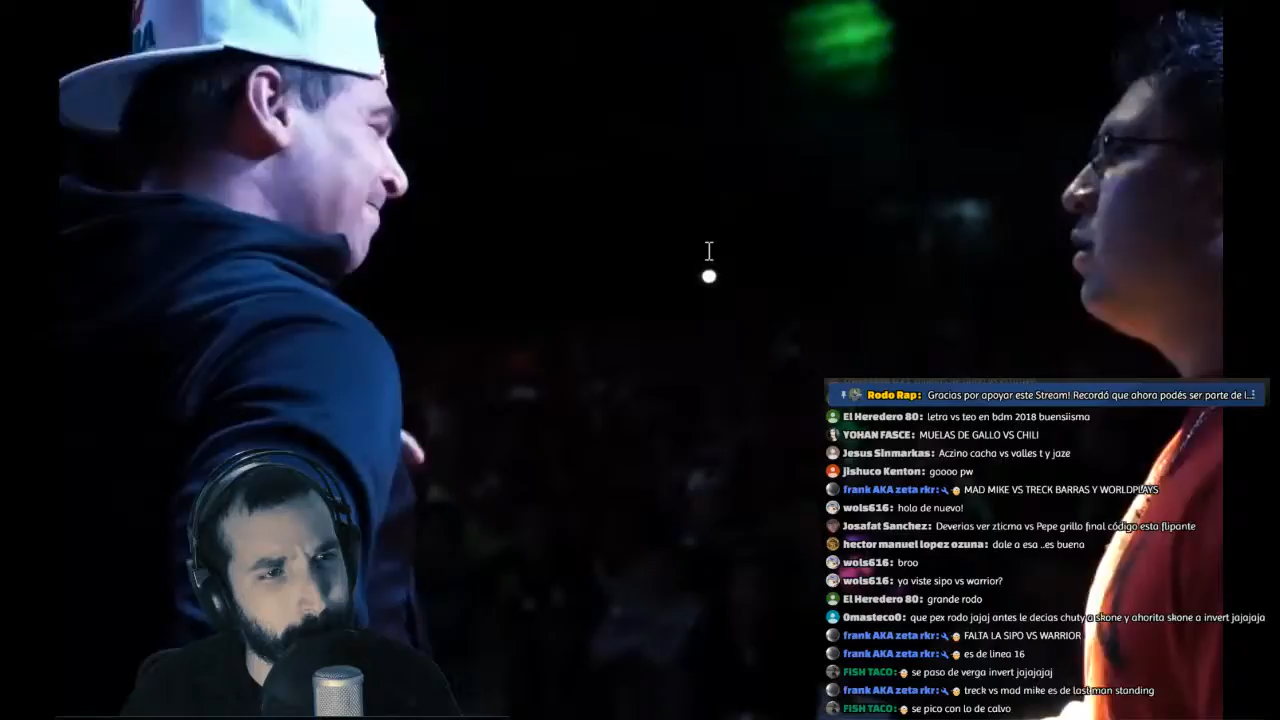 Rodo Rap: Gracias por apoyar este Stream! Recordá que ahora podés ser parte de l...
El Heredero 80: letra vs teo en bdm 2018 buensiisma
YOHAN FASCE: MUELAS DE GALLO VS CHILI
Jesus Sinmarkas: Aczino cacha vs valles t y jaze
jishuco Kenton: goooo pw
frank AKA zeta rkr: MAD MIKE VS TRECK BARRAS Y WORLDPLAYS
wols616: hola de nuevo!
Josafat Sanchez: Deverias ver zticma vs Pepe grillo final código esta flipante
hector manuel lopez ozuna: dale a esa ..es buena
wols616: broo
wols616: ya viste sipo vs warrior?
El Heredero 80: grande rodo
0masteco0: que pex rodo jajaj antes le decias chuty a skone y ahorita skone a invert jajajaja
frank AKA zeta rkr: FALTA LA SIPO VS WARRIOR
frank AKA zeta rkr: es de linea 16
FISH TACO: se paso de verga invert jajajajaj
frank AKA zeta rkr: treck vs mad mike es de last man standing
FISH TACO: se pico con lo de calvo